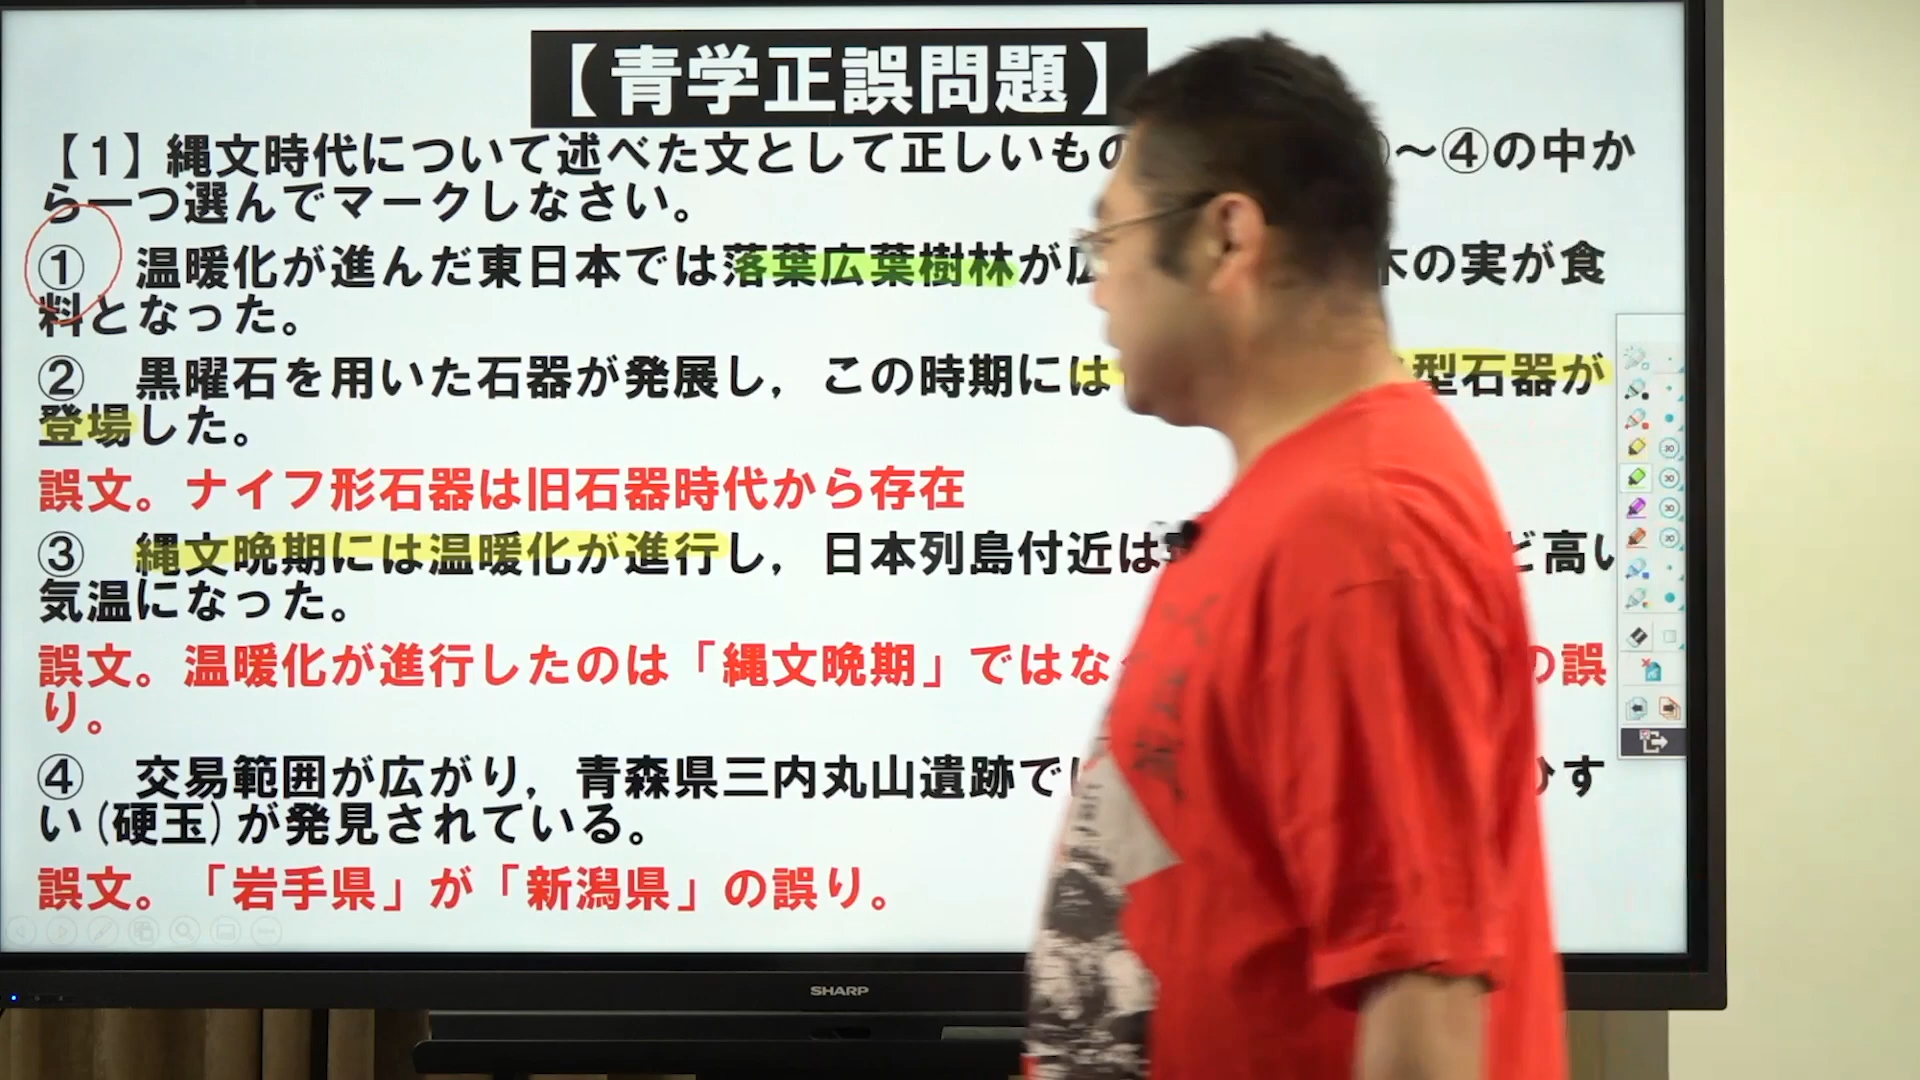 【青学正誤問題】
【1】縄文時代について述べた文として正しいもの ～④の中か
ら一つ選んでマークしなさい。
① 温暖化が進んだ東日本では落葉広葉樹林が広 木の実が食
料となった。
② 黒曜石を用いた石器が発展し，この時期には 型石器が
登場した。
誤文。ナイフ形石器は旧石器時代から存在
③ 縄文晩期には温暖化が進行し，日本列島付近は ど高い
気温になった。
誤文。温暖化が進行したのは「縄文晩期」ではな の誤
り。
④ 交易範囲が広がり，青森県三内丸山遺跡で ひす
い(硬玉)が発見されている。
誤文。「岩手県」が「新潟県」の誤り。
SHARP